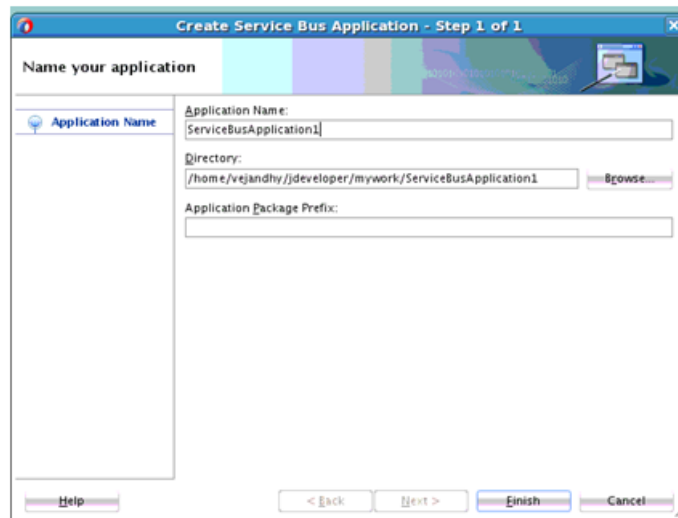 Create Service Bus Application - Step 1 of 1
Name your application
Application Name
Application Name:
ServiceBusApplication1
Directory:
/home/vejandhy/jdeveloper/mywork/ServiceBusApplication1
Browse...
Application Package Prefix:
Help
< Back
Next >
Finish
Cancel